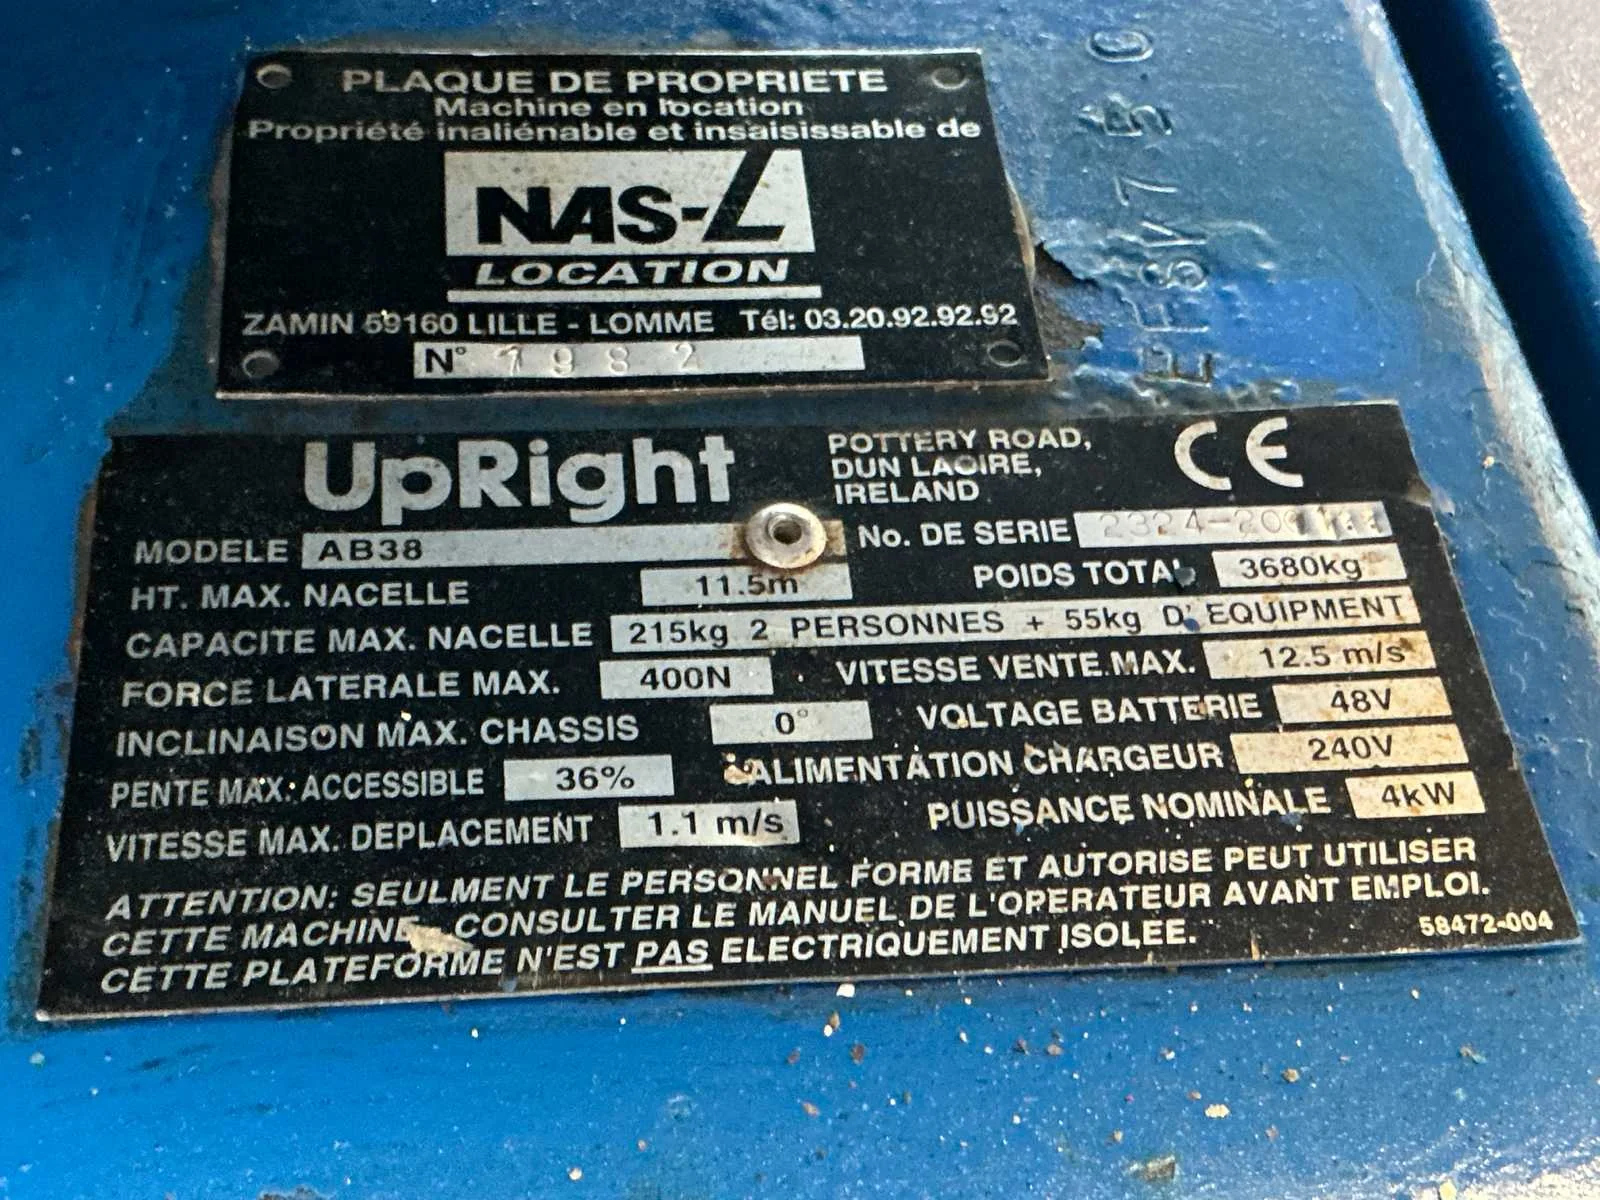 PLAQUE DE PROPRIETE
Machine en location
Propriété inaliénable et insaisissable de
NAS-L
LOCATION
ZAMIN 59160 LILLE - LOMME Tél: 03.20.92.92.92
N° 1982
UpRight
POTTERY ROAD,
DUN LAOIRE,
IRELAND
CE
MODELE AB38
No. DE SERIE
HT. MAX. NACELLE 11.5m
POIDS TOTAL 3680kg
CAPACITE MAX. NACELLE 215kg 2 PERSONNES + 55kg D'EQUIPMENT
FORCE LATERALE MAX. 400N
VITESSE VENTE MAX. 12.5 m/s
INCLINAISON MAX. CHASSIS 0°
VOLTAGE BATTERIE 48V
PENTE MAX. ACCESSIBLE 36%
ALIMENTATION CHARGEUR 240V
VITESSE MAX. DEPLACEMENT 1.1 m/s
PUISSANCE NOMINALE 4kW
ATTENTION: SEULMENT LE PERSONNEL FORME ET AUTORISE PEUT UTILISER
CETTE MACHINE. CONSULTER LE MANUEL DE L'OPERATEUR AVANT EMPLOI.
CETTE PLATEFORME N'EST PAS ELECTRIQUEMENT ISOLEE.
58472-004